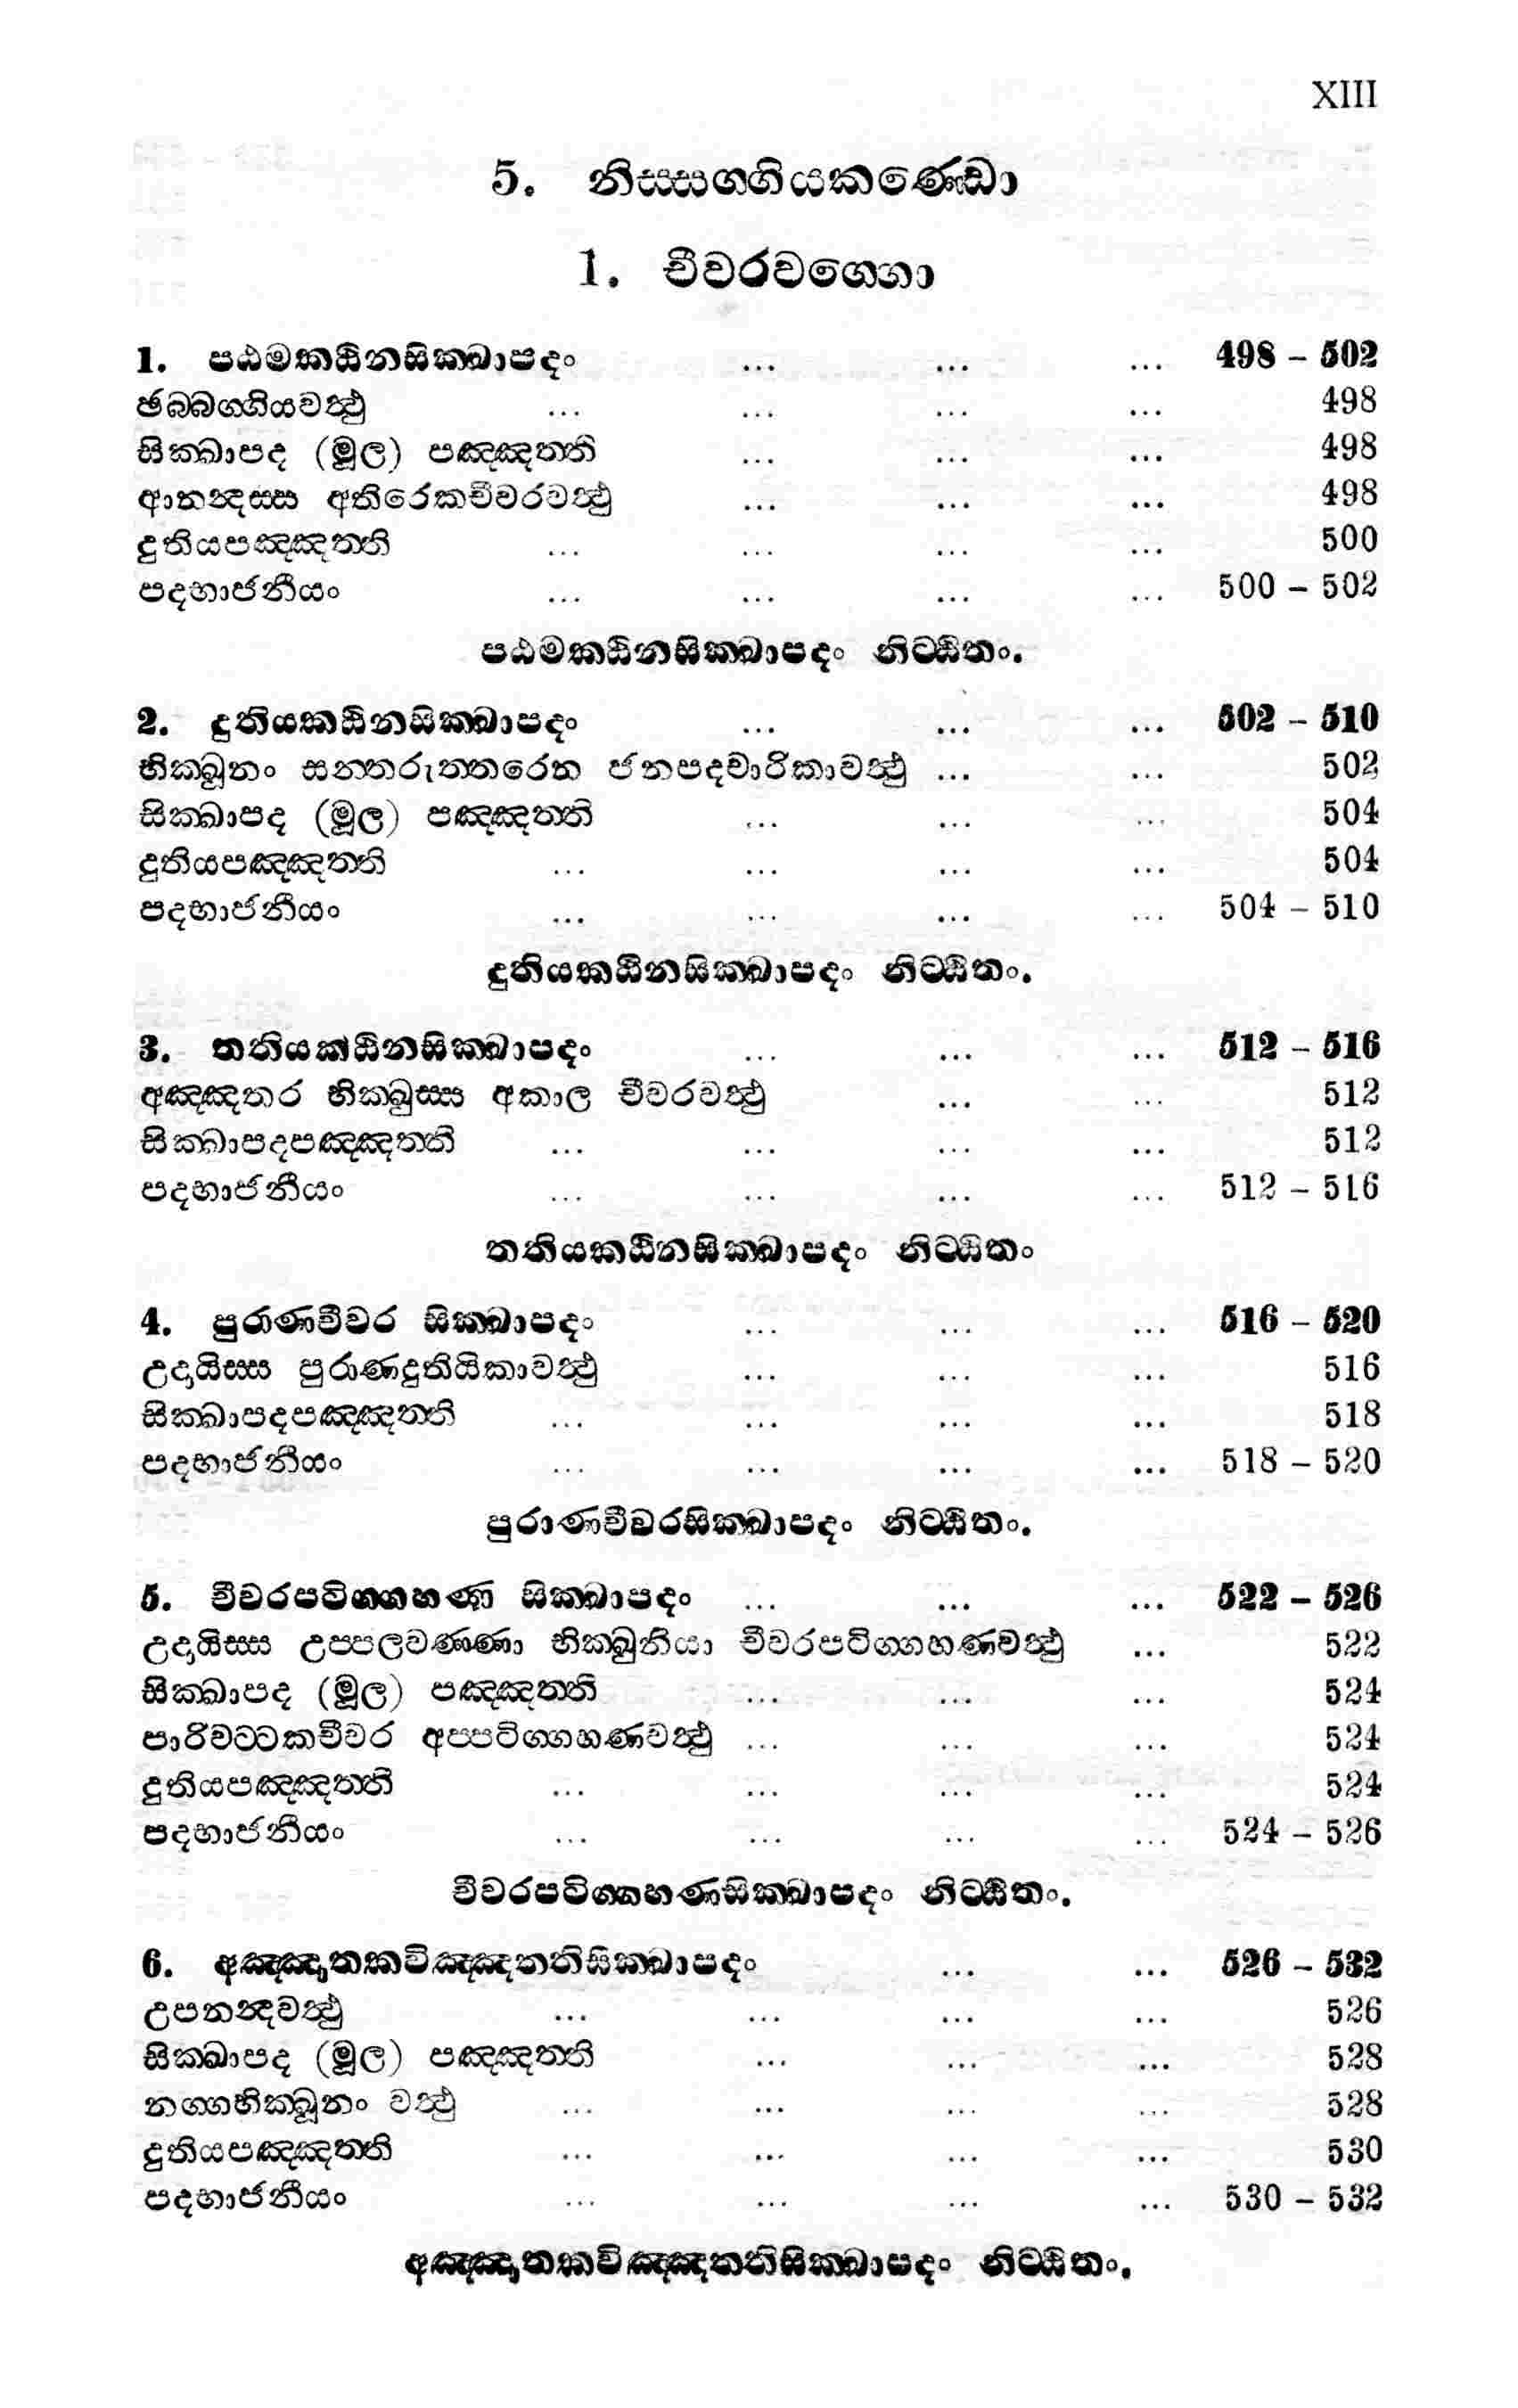 XIII
5. නිස්සග්ගියකණ්ඩො
1. චීවරවග්ගො
1. පඨමකඨිනසික්ඛාපදං ... ... ... 498 – 502
ඡබ්බග්ගියවත්ථු ... ... ... ... 498
සික්ඛාපද (මූල) පඤ්ඤත්ති ... ... ... 498
ආනන්දස්ස අතිරෙකචීවරවත්ථු ... ... ... 498
දුතියපඤ්ඤත්ති ... ... ... ... 500
පදභාජනීයං ... ... ... ... 500 – 502
පඨමකඨිනසික්ඛාපදං නිට්ඨිතං.
2. දුතියකඨිනසික්ඛාපදං ... ... ... 502 – 510
භික්ඛූනං සන්තරුත්තරෙන ජනපදචාරිකාවත්ථු ... ... 502
සික්ඛාපද (මූල) පඤ්ඤත්ති ... ... ... 504
දුතියපඤ්ඤත්ති ... ... ... ... 504
පදභාජනීයං ... ... ... ... 504 – 510
දුතියකඨිනසික්ඛාපදං නිට්ඨිතං.
3. තතියකඨිනසික්ඛාපදං ... ... ... 512 – 516
අඤ්ඤතර භික්ඛුස්ස අකාල චීවරවත්ථු ... ... 512
සික්ඛාපදපඤ්ඤත්ති ... ... ... ... 512
පදභාජනීයං ... ... ... ... 512 – 516
තතියකඨිනසික්ඛාපදං නිට්ඨිතං
4. පුරාණචීවර සික්ඛාපදං ... ... ... 516 – 520
උදායිස්ස පුරාණදුතියිකාවත්ථු ... ... ... 516
සික්ඛාපදපඤ්ඤත්ති ... ... ... ... 518
පදභාජනීයං ... ... ... ... 518 – 520
පුරාණචීවරසික්ඛාපදං නිට්ඨිතං.
5. චීවරපටිග්ගහණ සික්ඛාපදං ... ... ... 522 – 526
උදායිස්ස උප්පලවණ්ණා භික්ඛුනියා චීවරපටිග්ගහණවත්ථු ... 522
සික්ඛාපද (මූල) පඤ්ඤත්ති ... ... ... 524
පාරිවට්ටකචීවර අප්පටිග්ගහණවත්ථු ... ... ... 524
දුතියපඤ්ඤත්ති ... ... ... ... 524
පදභාජනීයං ... ... ... ... 524 – 526
චීවරපටිග්ගහණසික්ඛාපදං නිට්ඨිතං.
6. අඤ්ඤාතකවිඤ්ඤත්තිසික්ඛාපදං ... ... 526 – 532
උපනන්දවත්ථු ... ... ... ... 526
සික්ඛාපද (මූල) පඤ්ඤත්ති ... ... ... 528
නග්ගභික්ඛූනං වත්ථු ... ... ... ... 528
දුතියපඤ්ඤත්ති ... ... ... ... 530
පදභාජනීයං ... ... ... ... 530 – 532
අඤ්ඤාතකවිඤ්ඤත්තිසික්ඛාපදං නිට්ඨිතං.